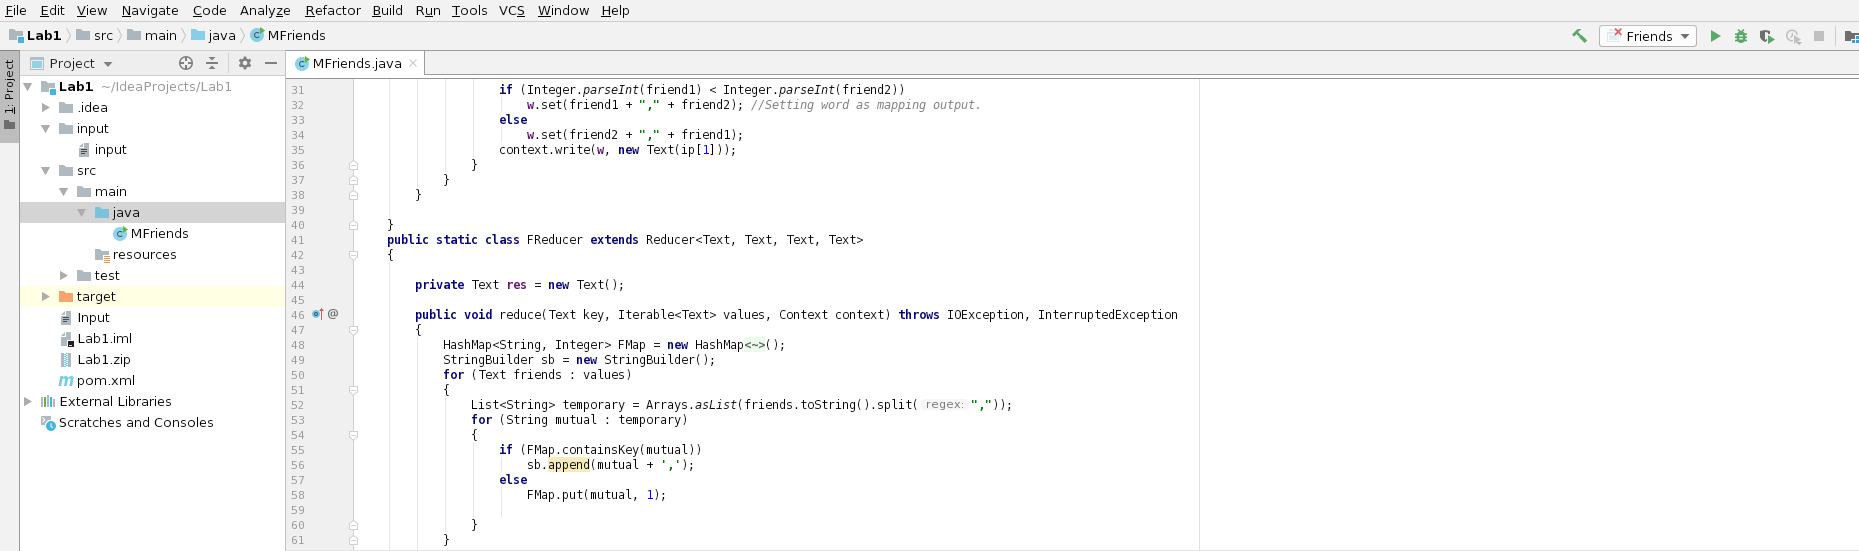 File Edit View Navigate Code Analyze Refactor Build Run Tools VCS Window Help
Lab1 src main java MFriends
Friends
1: Project
Project
MFriends.java
Lab1 ~/IdeaProjects/Lab1
.idea
input
input
src
main
java
MFriends
resources
test
target
Input
Lab1.iml
Lab1.zip
pom.xml
External Libraries
Scratches and Consoles
31 if (Integer.parseInt(friend1) < Integer.parseInt(friend2))
32 w.set(friend1 + "," + friend2); //Setting word as mapping output.
33 else
34 w.set(friend2 + "," + friend1);
35 context.write(w, new Text(ip[1]));
36 }
37 }
38 }
39
40 }
41 public static class FReducer extends Reducer<Text, Text, Text, Text>
42 {
43
44 private Text res = new Text();
45
46 @ public void reduce(Text key, Iterable<Text> values, Context context) throws IOException, InterruptedException
47 {
48 HashMap<String, Integer> FMap = new HashMap<~>();
49 StringBuilder sb = new StringBuilder();
50 for (Text friends : values)
51 {
52 List<String> temporary = Arrays.asList(friends.toString().split( regex: ","));
53 for (String mutual : temporary)
54 {
55 if (FMap.containsKey(mutual))
56 sb.append(mutual + ',');
57 else
58 FMap.put(mutual, 1);
59
60 }
61 }